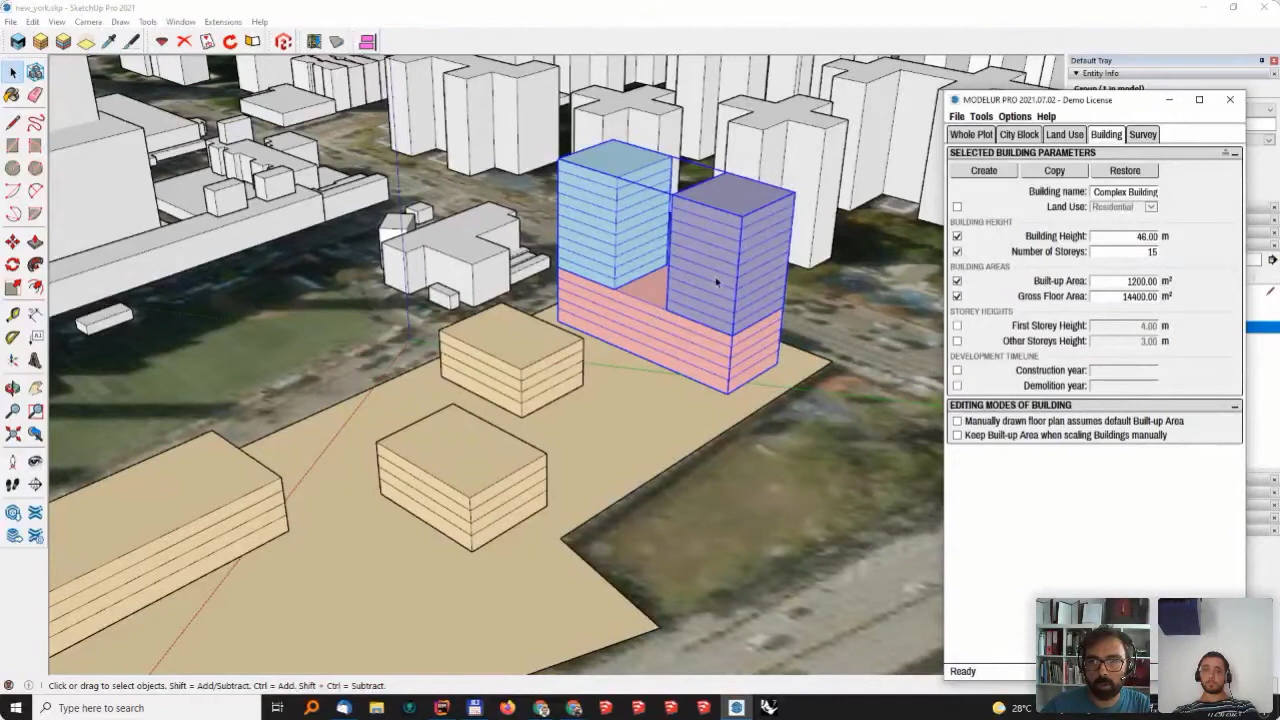 new_york.skp - SketchUp Pro 2021
File Edit View Camera Draw Tools Window Extensions Help
Default Tray
Entity Info
MODELUR PRO 2021.07.02 - Demo License
File Tools Options Help
Whole Plot City Block Land Use Building Survey
SELECTED BUILDING PARAMETERS
Create Copy Restore
Building name: Complex Building
Land Use: Residential
BUILDING HEIGHT
Building Height: 46.00 m
Number of Storeys: 15
BUILDING AREAS
Built-up Area: 1200.00 m²
Gross Floor Area: 14400.00 m²
STOREY HEIGHTS
First Storey Height: 4.00 m
Other Storeys Height: 3.00 m
DEVELOPMENT TIMELINE
Construction year:
Demolition year:
EDITING MODES OF BUILDING
Manually drawn floor plan assumes default Built-up Area
Keep Built-up Area when scaling Buildings manually
Ready
Click or drag to select objects. Shift = Add/Subtract. Ctrl = Add. Shift + Ctrl = Subtract.
Type here to search
28°C